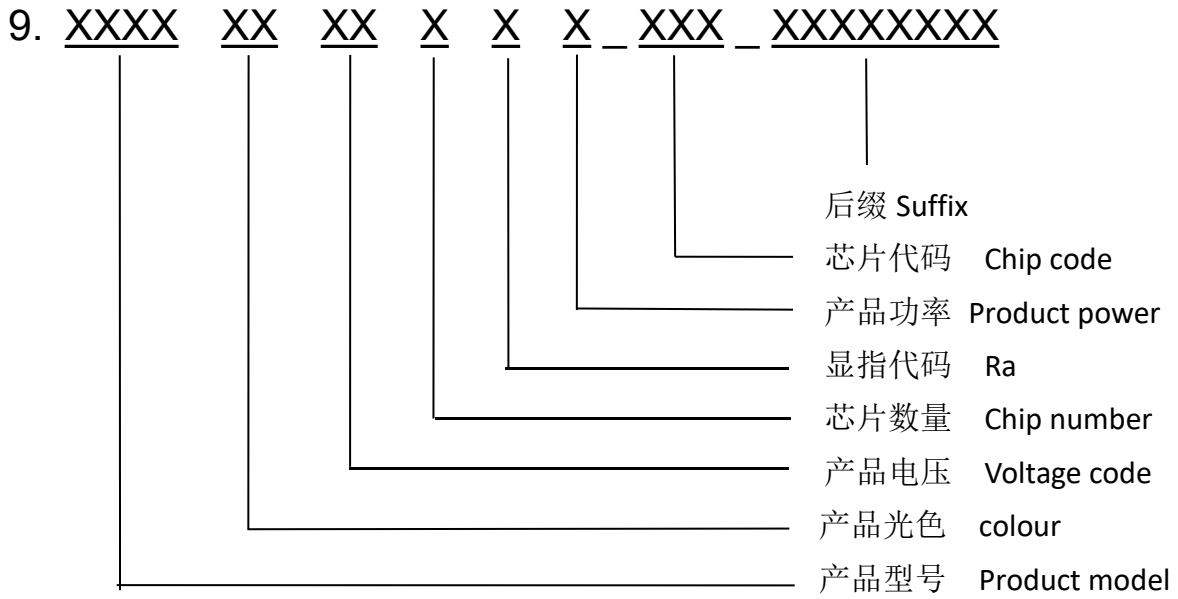 9. XXXX XX XX X X X _ XXX _ XXXXXXXX
后缀 Suffix
芯片代码 Chip code
产品功率 Product power
显指代码 Ra
芯片数量 Chip number
产品电压 Voltage code
产品光色 colour
产品型号 Product model